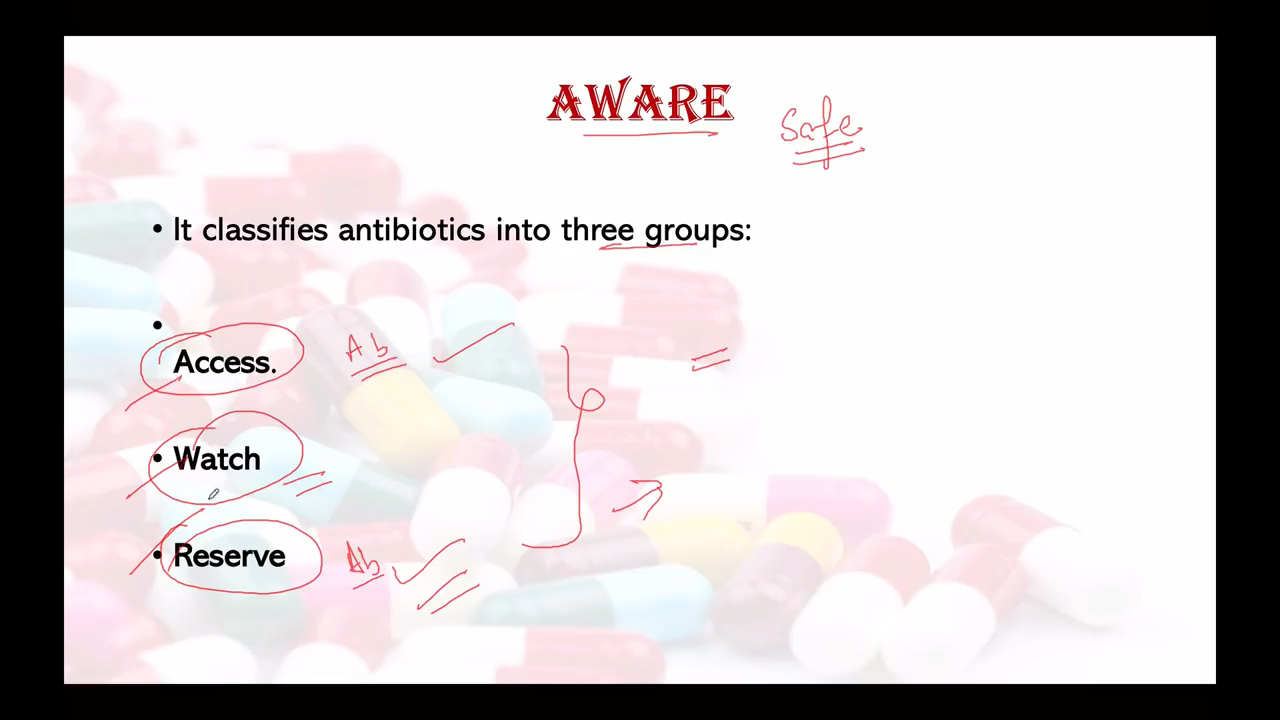 AWARE
Safe
• It classifies antibiotics into three groups:
•
Access. Ab
• Watch
• Reserve Ab